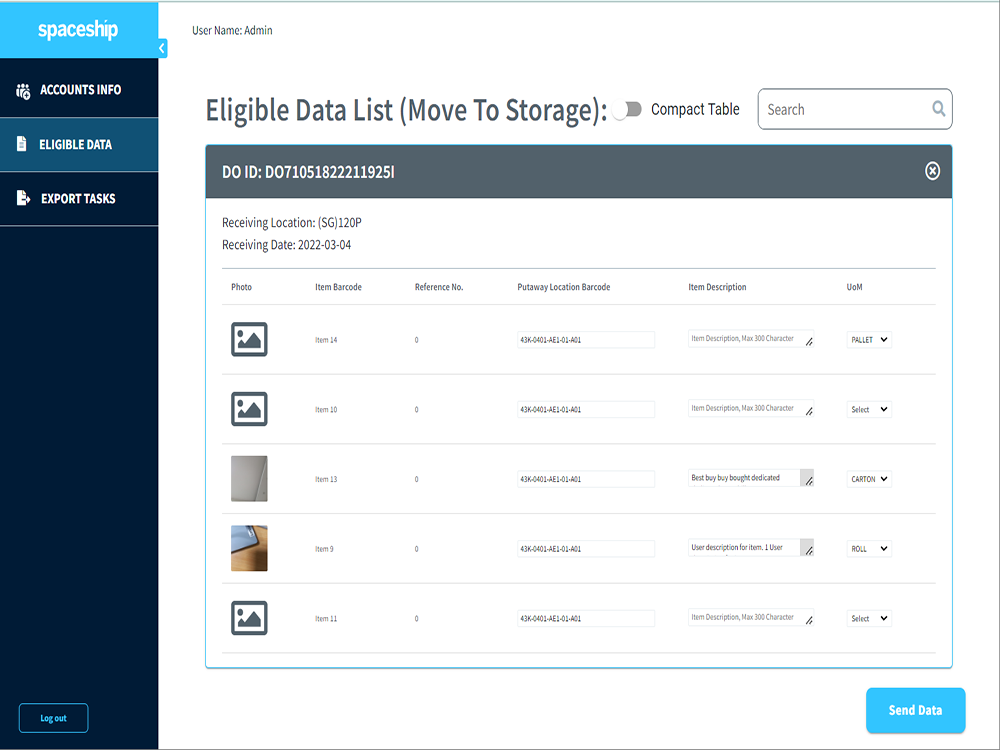 spaceship
User Name: Admin
ACCOUNTS INFO
ELIGIBLE DATA
EXPORT TASKS
Eligible Data List (Move To Storage):
Compact Table
Search
DO ID: DO71051822211925I
Receiving Location: (SG)120P
Receiving Date: 2022-03-04
Photo Item Barcode Reference No. Putaway Location Barcode Item Description UoM
Item 14 0 43K-0401-AE1-01-A01 Item Description, Max 300 Character PALLET
Item 10 0 43K-0401-AE1-01-A01 Item Description, Max 300 Character Select
Item 13 0 43K-0401-AE1-01-A01 Best buy buy bought dedicated CARTON
Item 9 0 43K-0401-AE1-01-A01 User description for item. 1 User ROLL
Item 11 0 43K-0401-AE1-01-A01 Item Description, Max 300 Character Select
Log out
Send Data